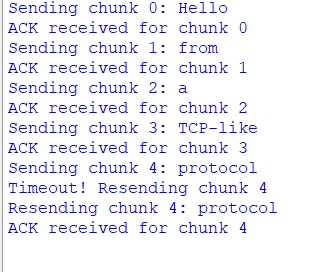 Sending chunk 0: Hello
ACK received for chunk 0
Sending chunk 1: from
ACK received for chunk 1
Sending chunk 2: a
ACK received for chunk 2
Sending chunk 3: TCP-like
ACK received for chunk 3
Sending chunk 4: protocol
Timeout! Resending chunk 4
Resending chunk 4: protocol
ACK received for chunk 4